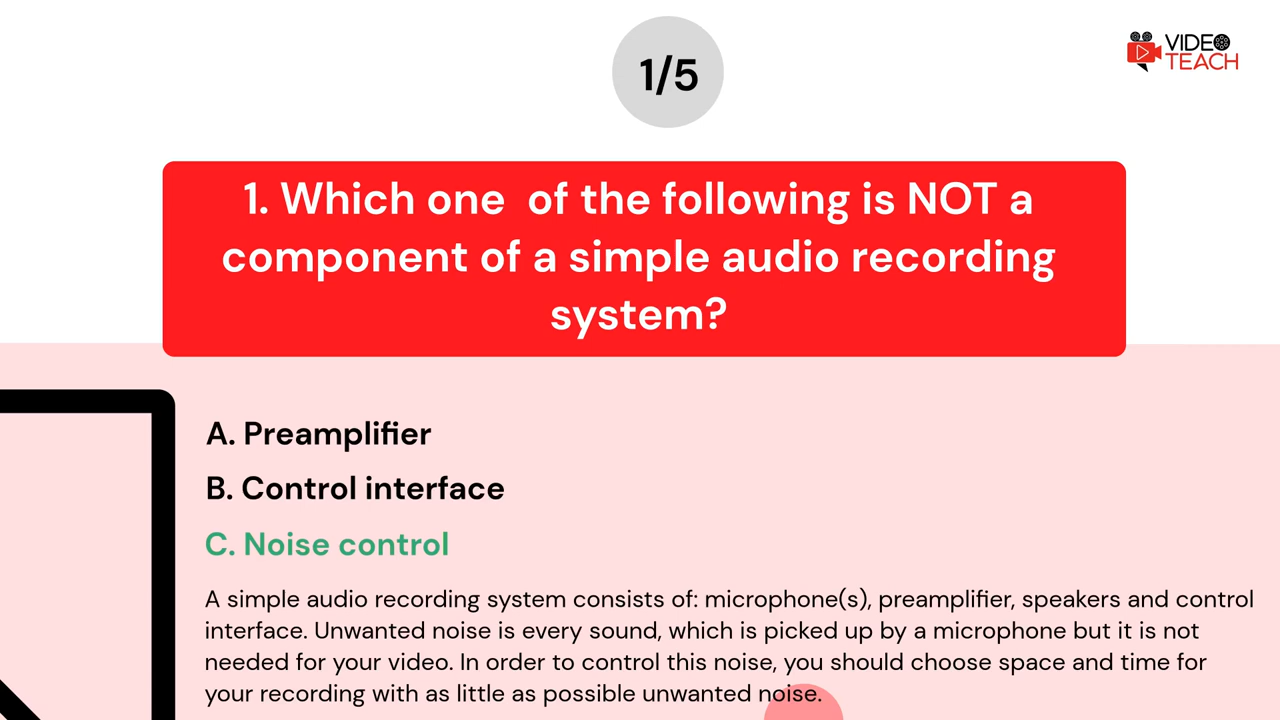 1/5
VIDEO
TEACH
1. Which one of the following is NOT a
component of a simple audio recording
system?
A. Preamplifier
B. Control interface
C. Noise control
A simple audio recording system consists of: microphone(s), preamplifier, speakers and control
interface. Unwanted noise is every sound, which is picked up by a microphone but it is not
needed for your video. In order to control this noise, you should choose space and time for
your recording with as little as possible unwanted noise.